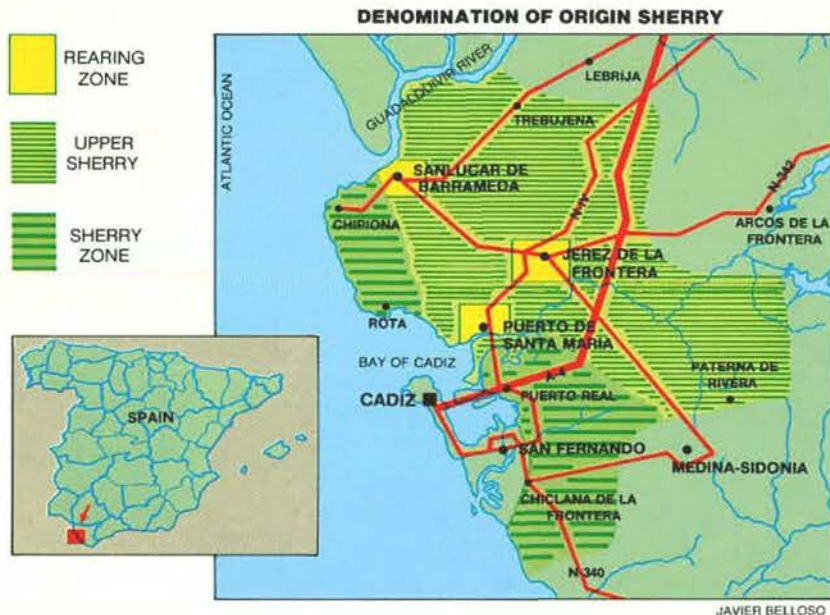 DENOMINATION OF ORIGIN SHERRY
REARING
ZONE
UPPER
SHERRY
SHERRY
ZONE
ATLANTIC OCEAN
GUADALQUIVIR RIVER
LEBRIJA
TREBUJENA
SANLUCAR DE
BARRAMEDA
CHIPIONA
N-IV
N-342
ARCOS DE LA
FRONTERA
JEREZ DE LA
FRONTERA
ROTA
PUERTO DE
SANTA MARIA
BAY OF CADIZ
A-4
PATERNA DE
RIVERA
CADIZ
PUERTO REAL
SPAIN
SAN FERNANDO
MEDINA-SIDONIA
CHICLANA DE LA
FRONTERA
N-340
JAVIER BELLOSO